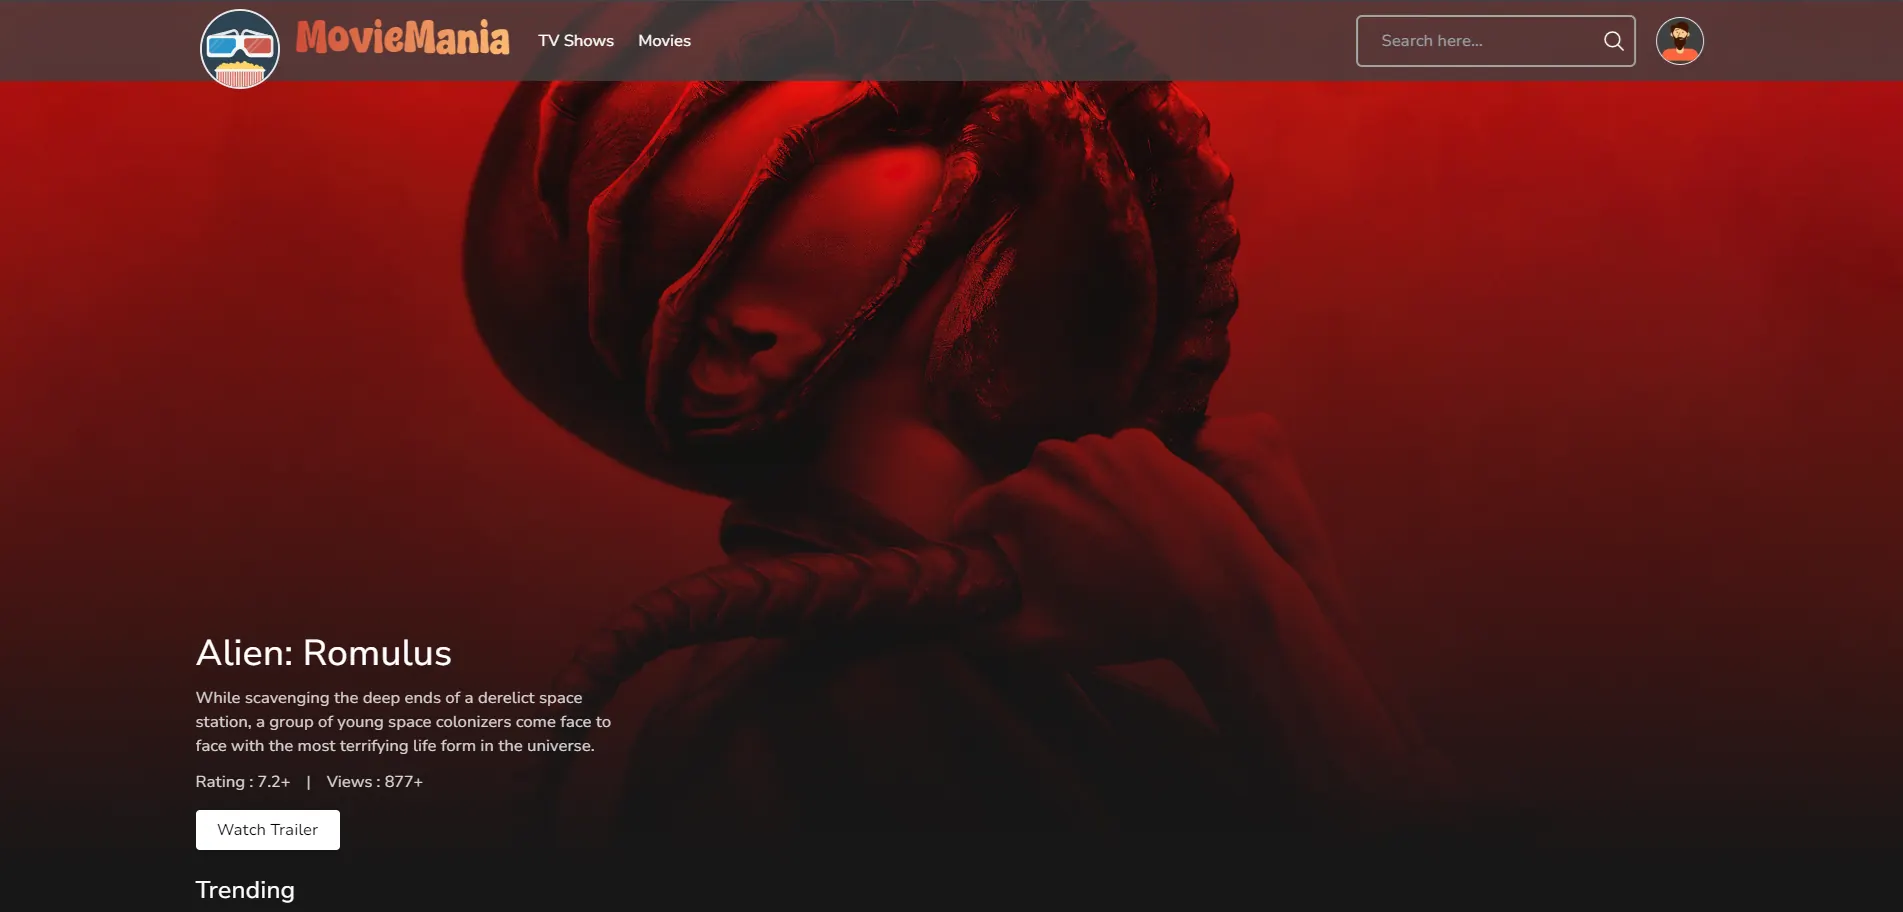 MovieMania
TV Shows
Movies
Search here...
Alien: Romulus
While scavenging the deep ends of a derelict space
station, a group of young space colonizers come face to
face with the most terrifying life form in the universe.
Rating : 7.2+ | Views : 877+
Watch Trailer
Trending